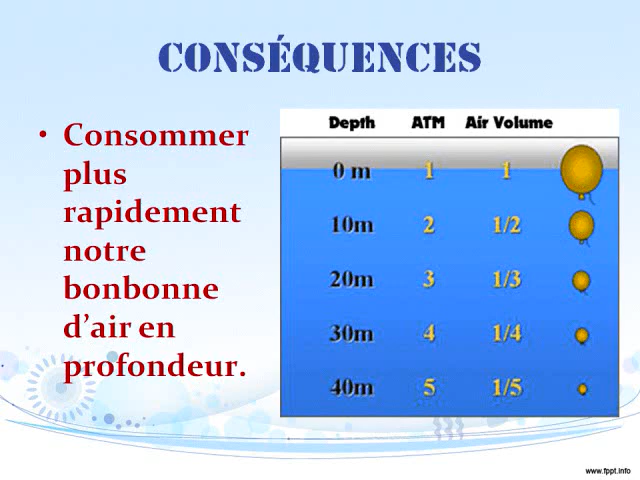 CONSÉQUENCES
• Consommer
plus
rapidement
notre
bonbonne
d’air en
profondeur.
Depth ATM Air Volume
0 m 1 1
10m 2 1/2
20m 3 1/3
30m 4 1/4
40m 5 1/5
www.fppt.info